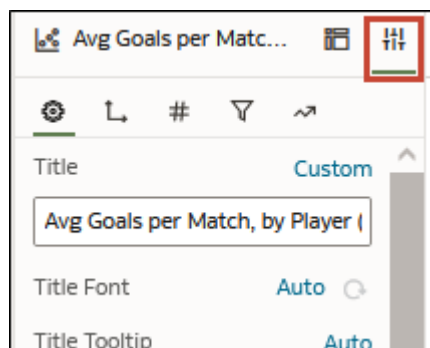 Avg Goals per Matc...
#
Title Custom
Avg Goals per Match, by Player (
Title Font Auto
Title Tooltip Auto